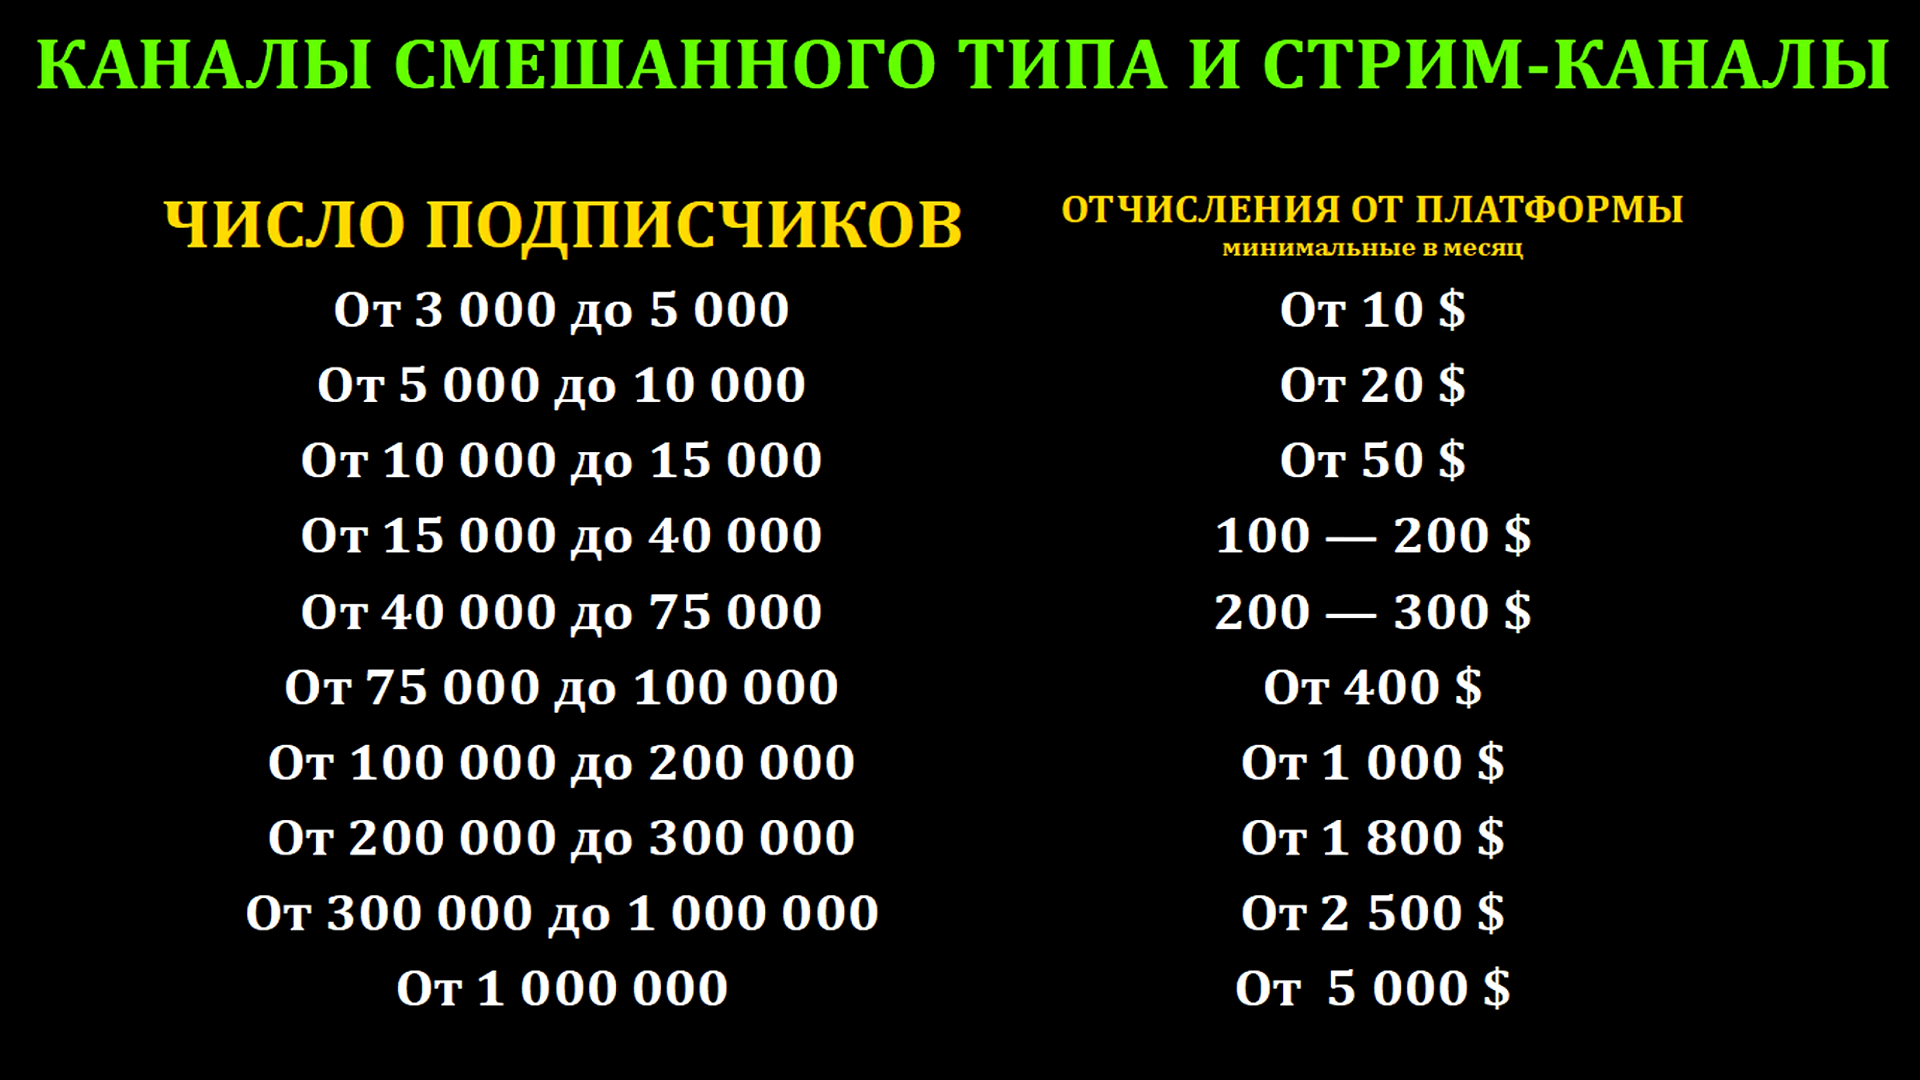 КАНАЛЫ СМЕШАННОГО ТИПА И СТРИМ-КАНАЛЫ
ЧИСЛО ПОДПИСЧИКОВ
ОТЧИСЛЕНИЯ ОТ ПЛАТФОРМЫ
минимальные в месяц
От 3 000 до 5 000
От 10 $
От 5 000 до 10 000
От 20 $
От 10 000 до 15 000
От 50 $
От 15 000 до 40 000
100 — 200 $
От 40 000 до 75 000
200 — 300 $
От 75 000 до 100 000
От 400 $
От 100 000 до 200 000
От 1 000 $
От 200 000 до 300 000
От 1 800 $
От 300 000 до 1 000 000
От 2 500 $
От 1 000 000
От 5 000 $